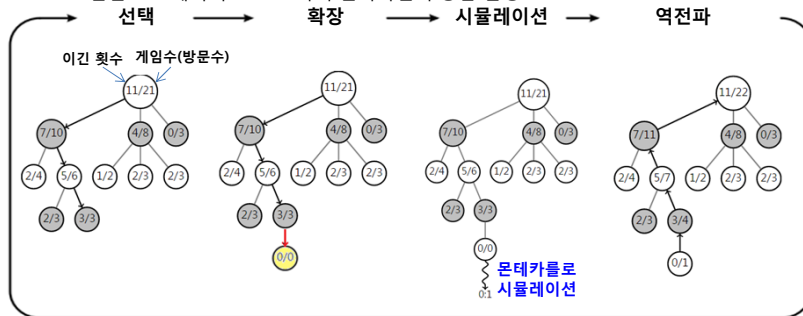 선택 확장 시뮬레이션 역전파
이긴 횟수 게임수(방문수)
11/21 11/21 11/21 11/22
7/10 4/8 0/3 7/10 4/8 0/3 7/10 4/8 0/3 7/11 4/8 0/3
2/4 5/6 1/2 2/3 2/3 2/4 5/6 1/2 2/3 2/3 2/4 5/6 1/2 2/3 2/3 2/4 5/7 1/2 2/3 2/3
2/3 3/3 2/3 3/3 2/3 3/3 2/3 3/4
0/0 0/0 0/1
몬테카를로
시뮬레이션
0:1